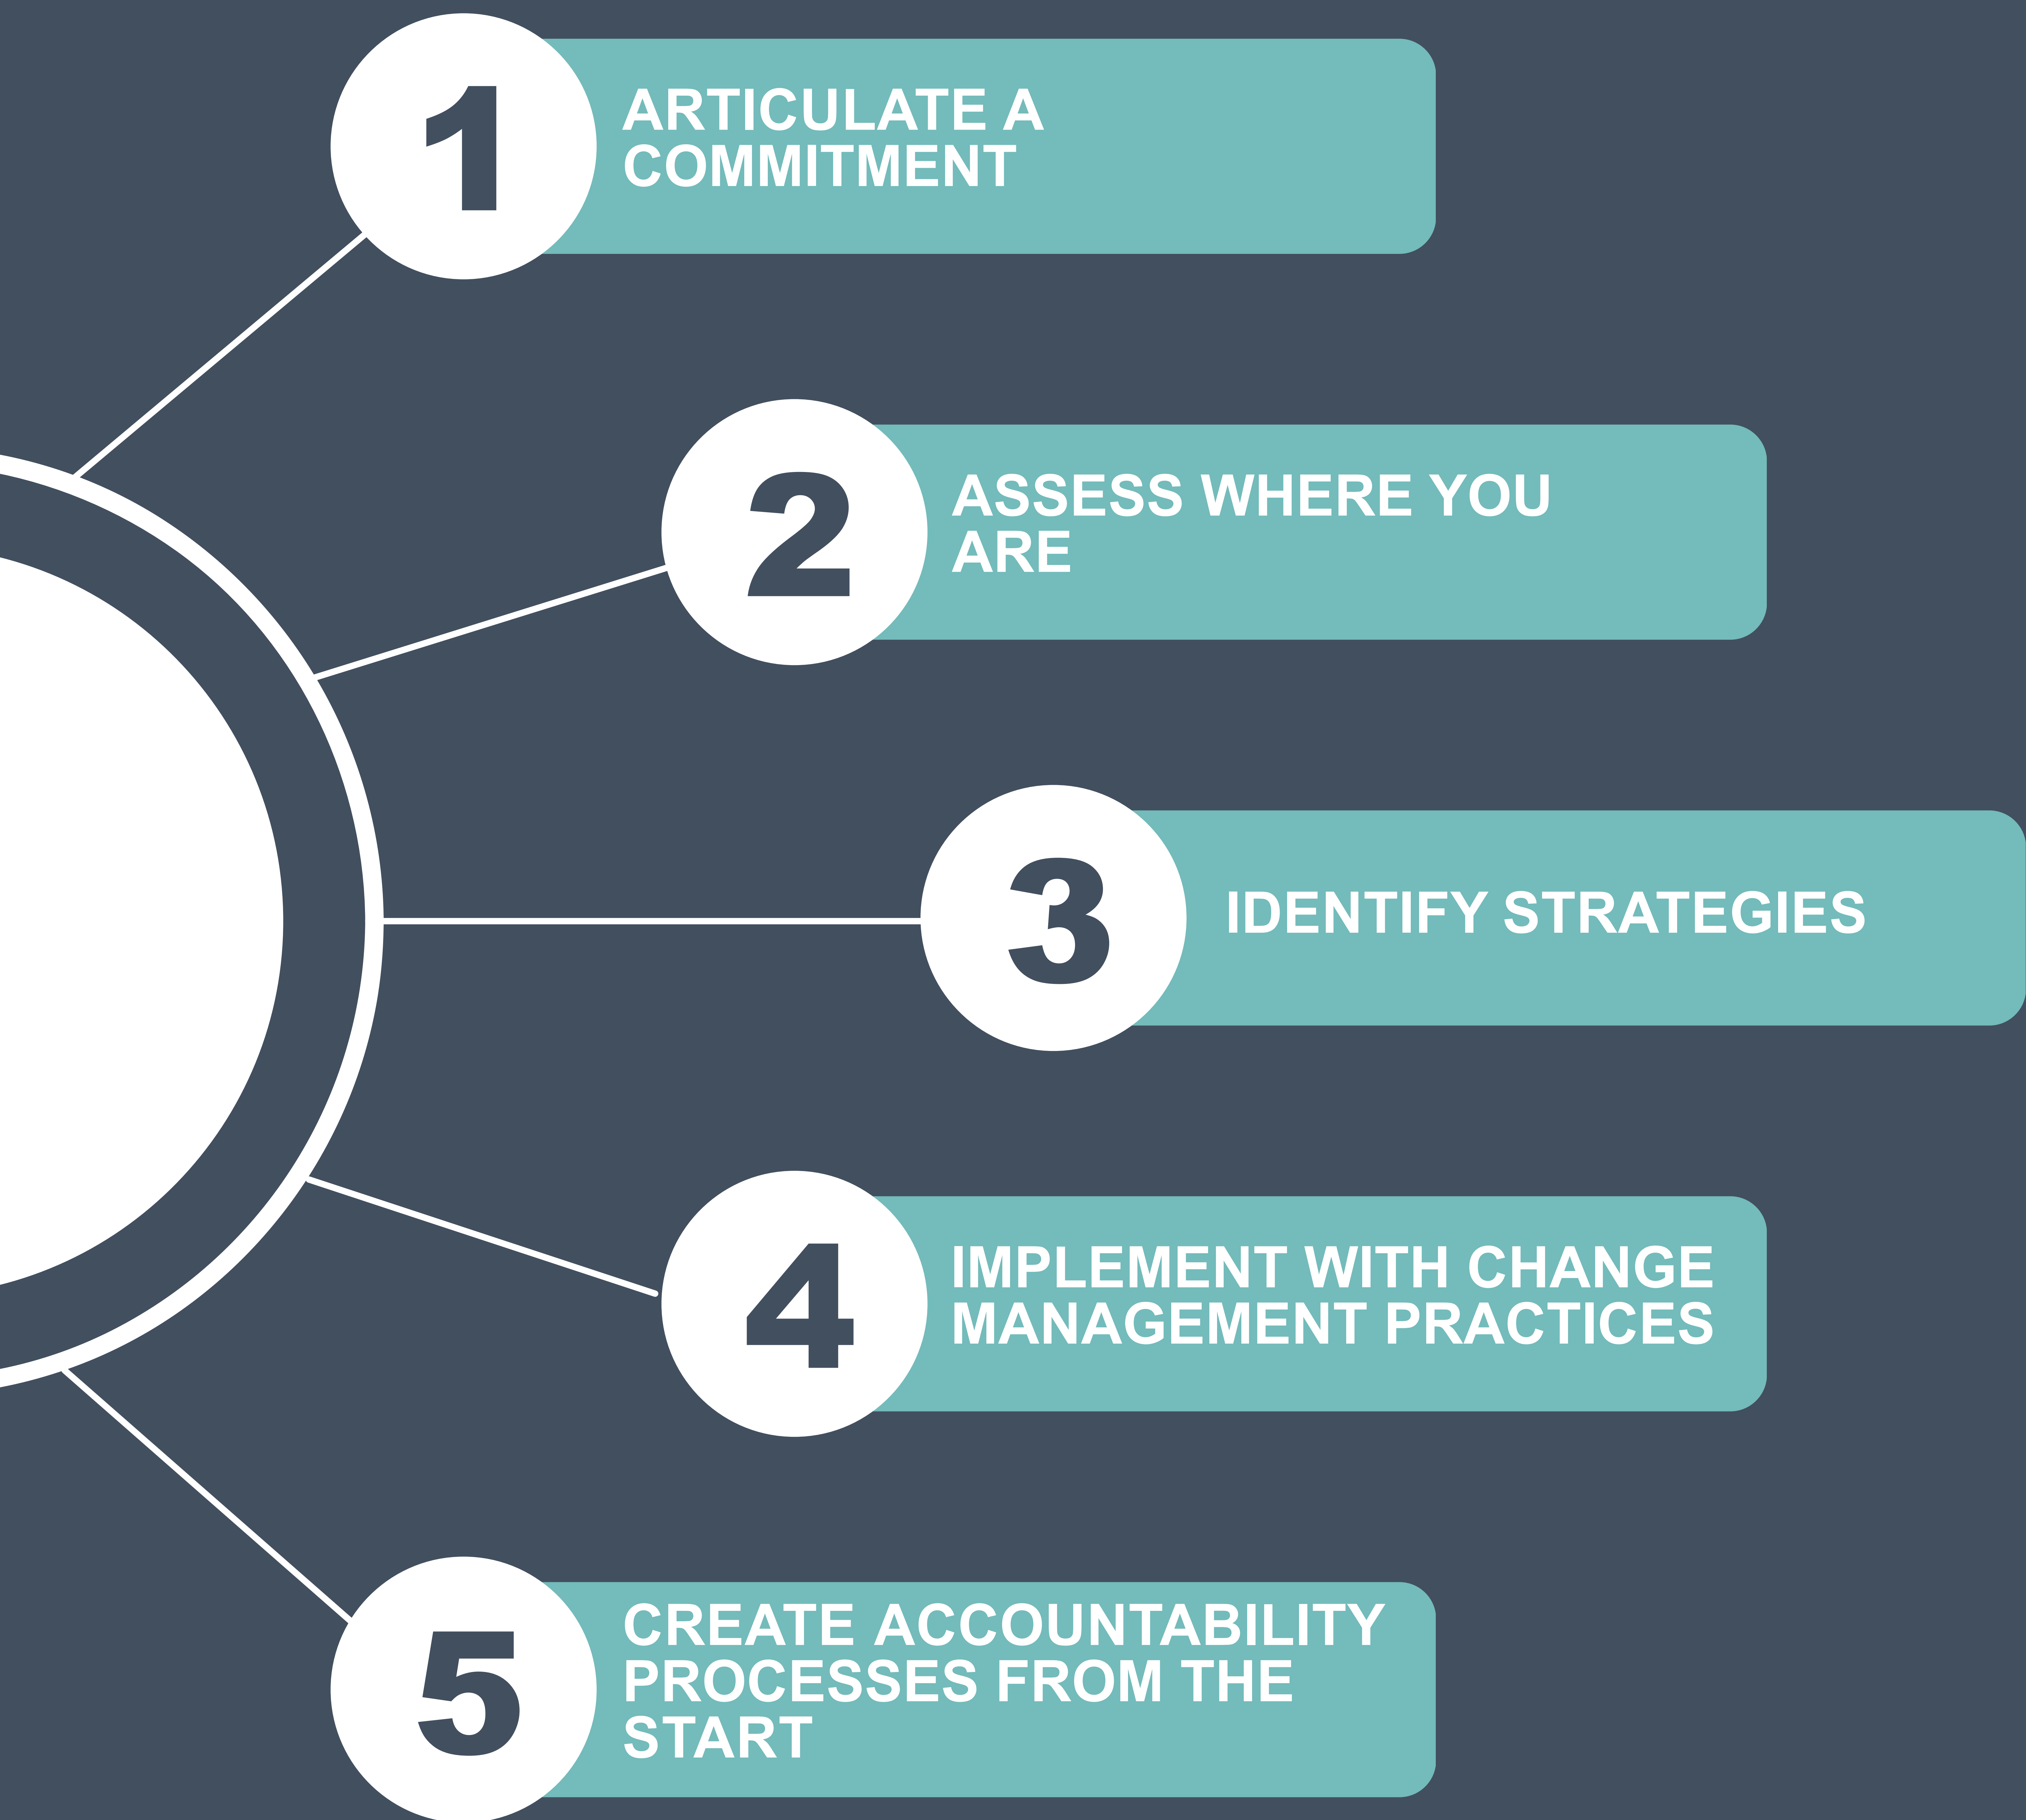 1
ARTICULATE A
COMMITMENT
2
ASSESS WHERE YOU
ARE
3
IDENTIFY STRATEGIES
4
IMPLEMENT WITH CHANGE
MANAGEMENT PRACTICES
5
CREATE ACCOUNTABILITY
PROCESSES FROM THE
START